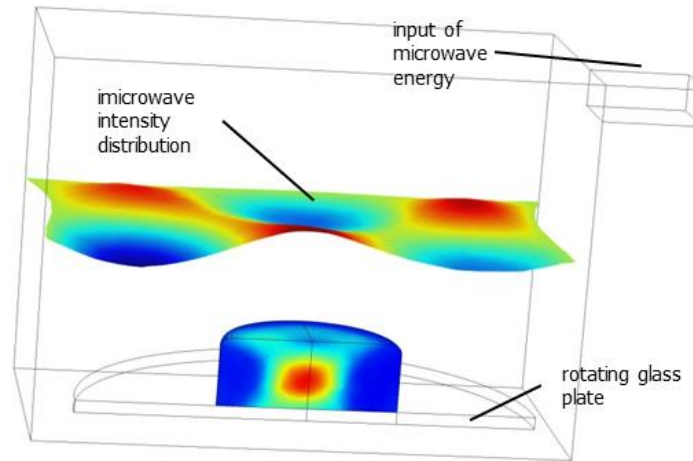 input of
microwave
energy
imicrowave
intensity
distribution
rotating glass
plate